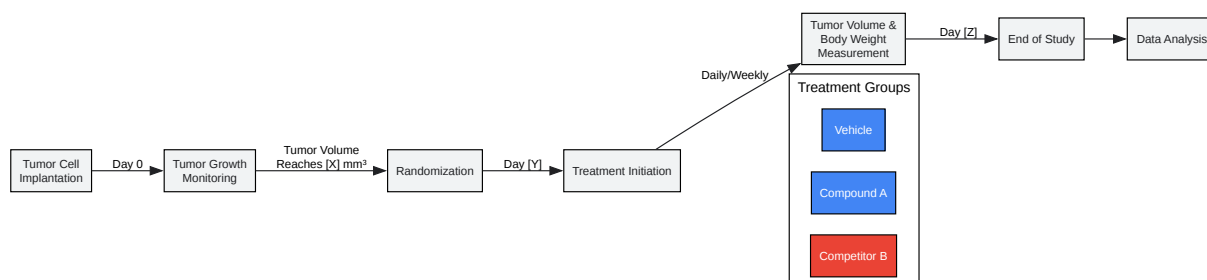 Tumor Cell
Implantation
Day 0
Tumor Growth
Monitoring
Tumor Volume
Reaches [X] mm³
Randomization
Day [Y]
Treatment Initiation
Daily/Weekly
Tumor Volume &
Body Weight
Measurement
Day [Z]
End of Study
Data Analysis
Treatment Groups
Vehicle
Compound A
Competitor B